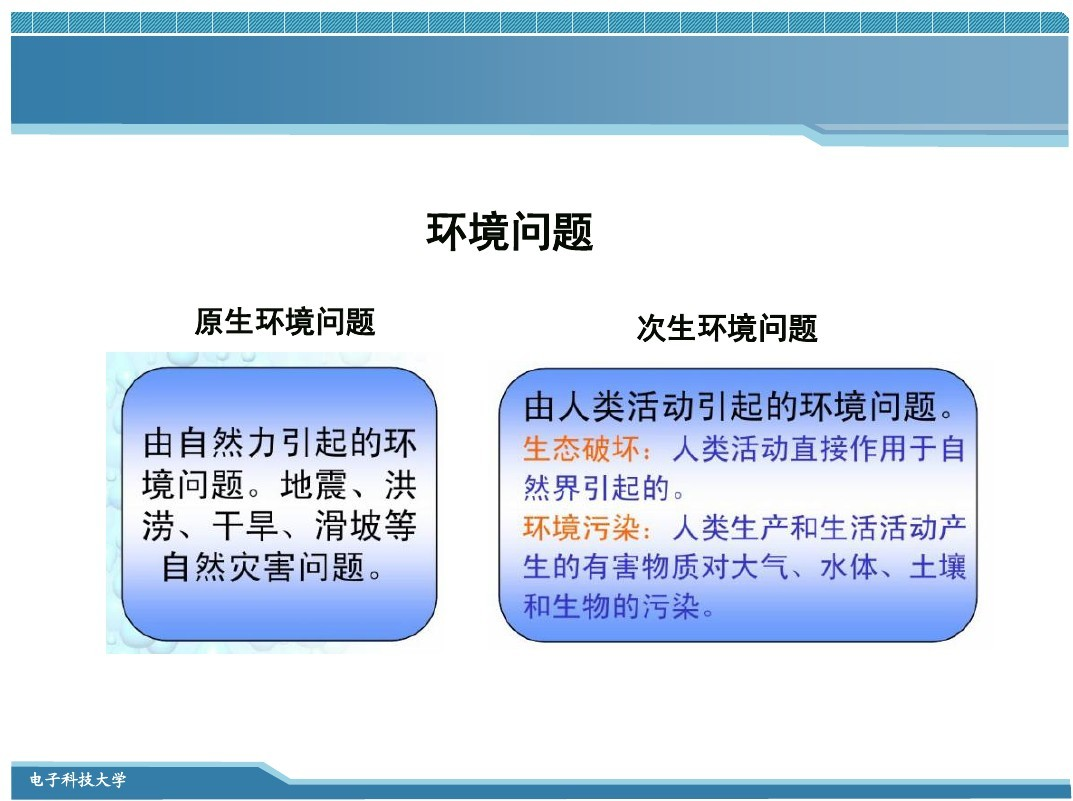 环境问题
原生环境问题
由自然力引起的环
境问题。地震、洪
涝、干旱、滑坡等
自然灾害问题。
次生环境问题
由人类活动引起的环境问题。
生态破坏：人类活动直接作用于自
然界引起的。
环境污染：人类生产和生活活动产
生的有害物质对大气、水体、土壤
和生物的污染。
电子科技大学